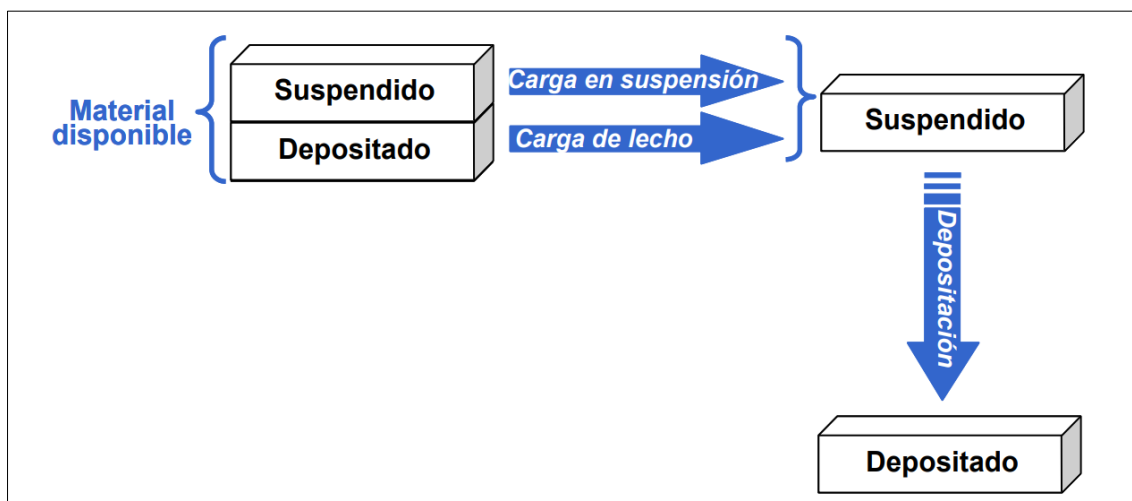 Material
disponible
Suspendido
Depositado
Carga en suspensión
Carga de lecho
Suspendido
Depositación
Depositado